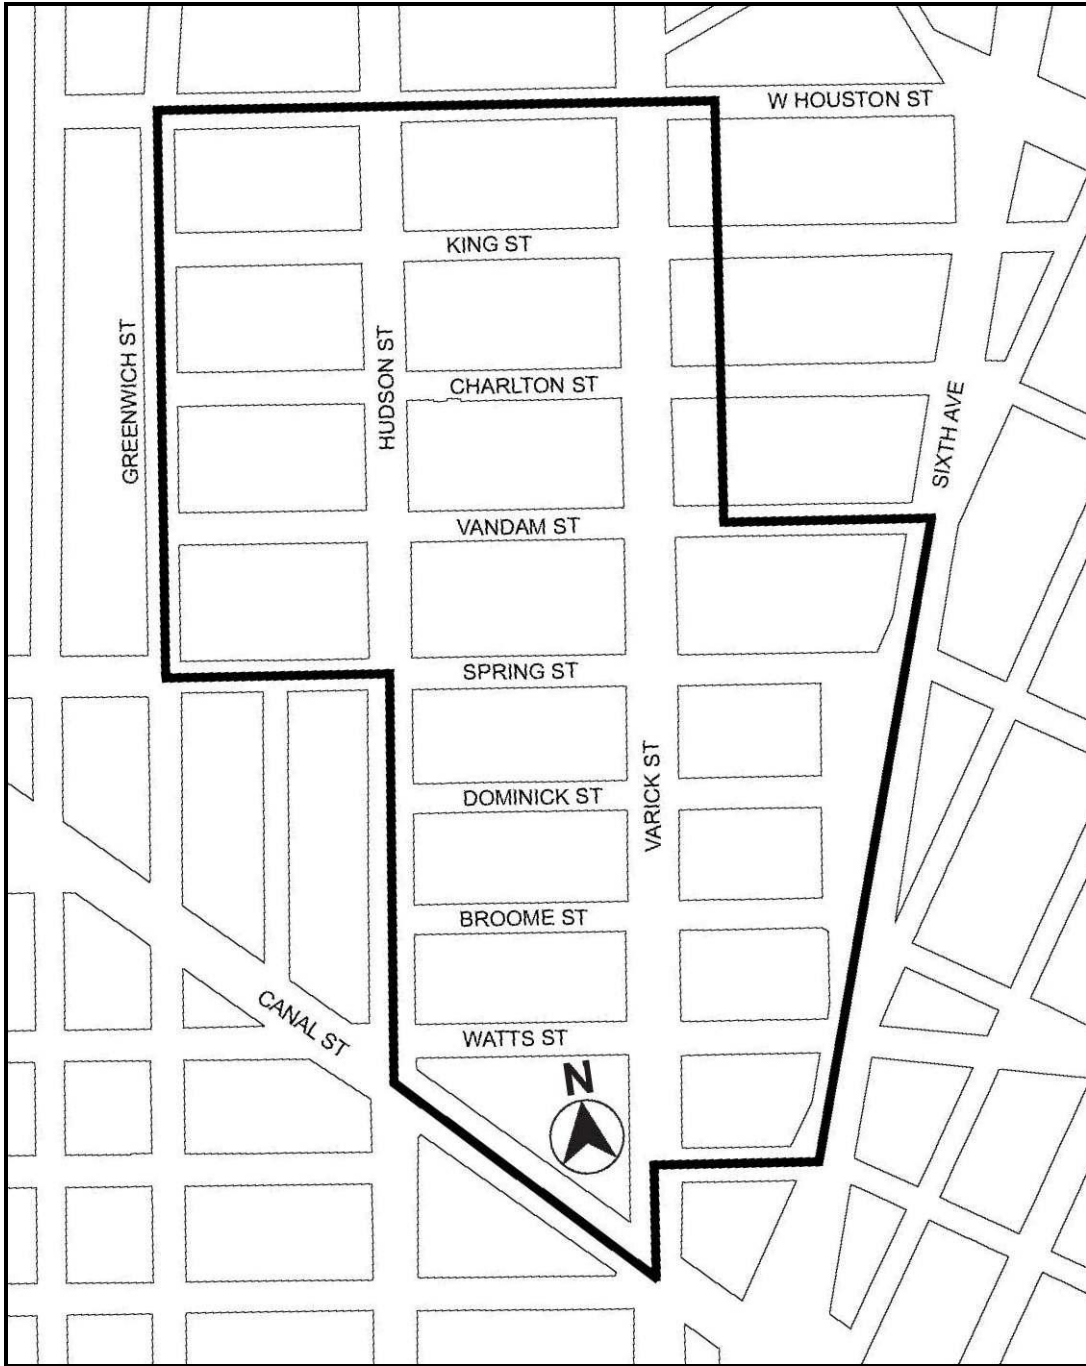 W HOUSTON ST
KING ST
GREENWICH ST
HUDSON ST
CHARLTON ST
SIXTH AVE
VANDAM ST
SPRING ST
VARICK ST
DOMINICK ST
BROOME ST
CANAL ST
WATTS ST
N